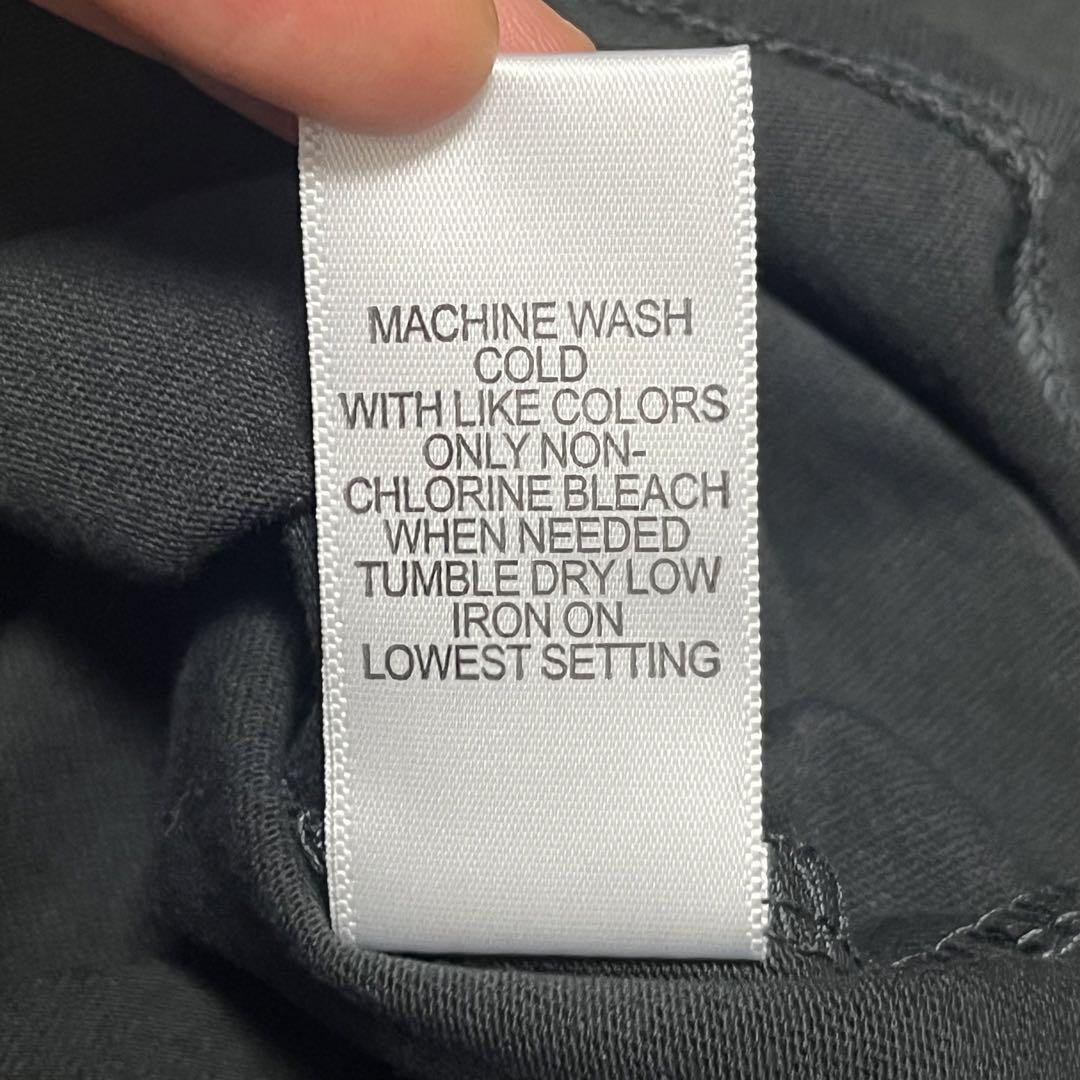 MACHINE WASH
COLD
WITH LIKE COLORS
ONLY NON-
CHLORINE BLEACH
WHEN NEEDED
TUMBLE DRY LOW
IRON ON
LOWEST SETTING